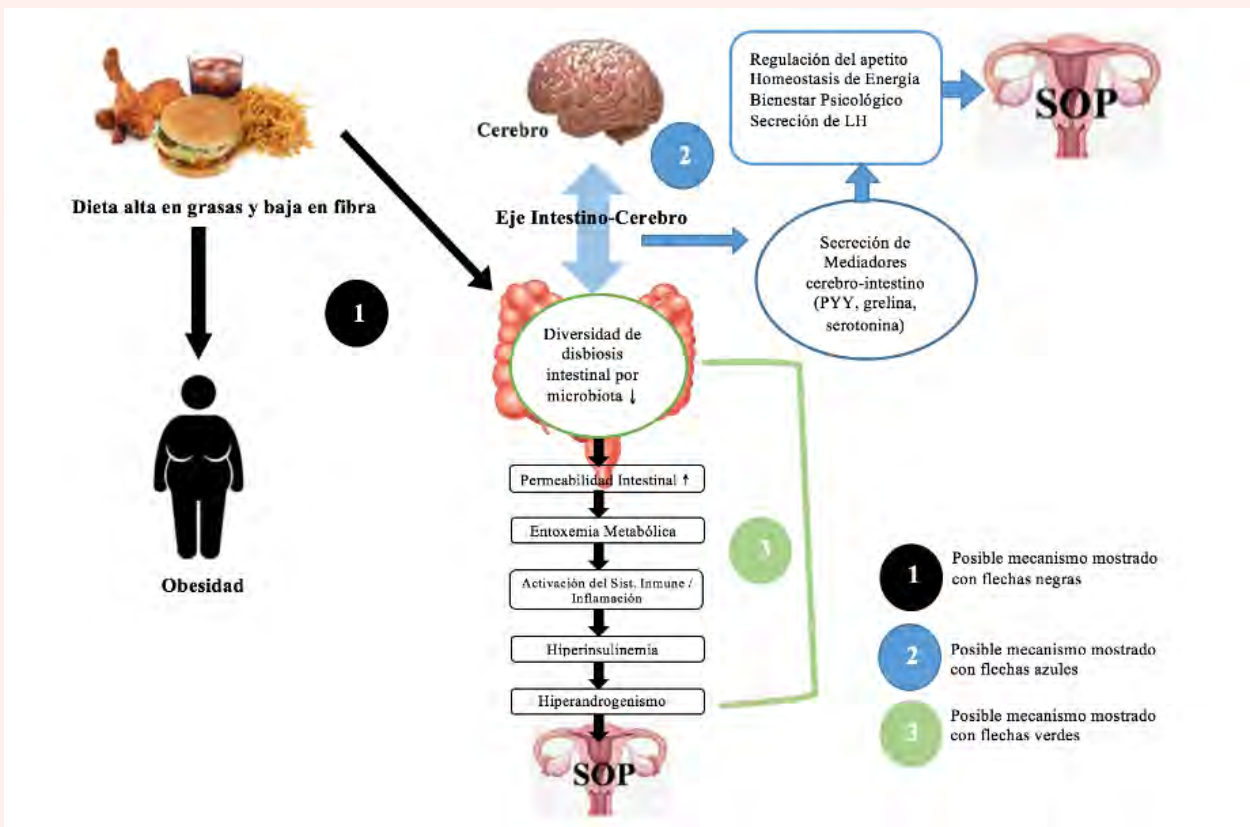 Dieta alta en grasas y baja en fibra
1
Obesidad
Cerebro
2
Eje Intestino-Cerebro
Regulación del apetito
Homeostasis de Energía
Bienestar Psicológico
Secreción de LH
SOP
Secreción de
Mediadores
cerebro-intestino
(PYY, grelina,
serotonina)
Diversidad de
disbiosis
intestinal por
microbiota ↓
Permeabilidad Intestinal ↑
Entoxemia Metabólica
Activación del Sist. Inmune /
Inflamación
Hiperinsulinemia
Hiperandrogenismo
SOP
3
1
Posible mecanismo mostrado
con flechas negras
2
Posible mecanismo mostrado
con flechas azules
3
Posible mecanismo mostrado
con flechas verdes